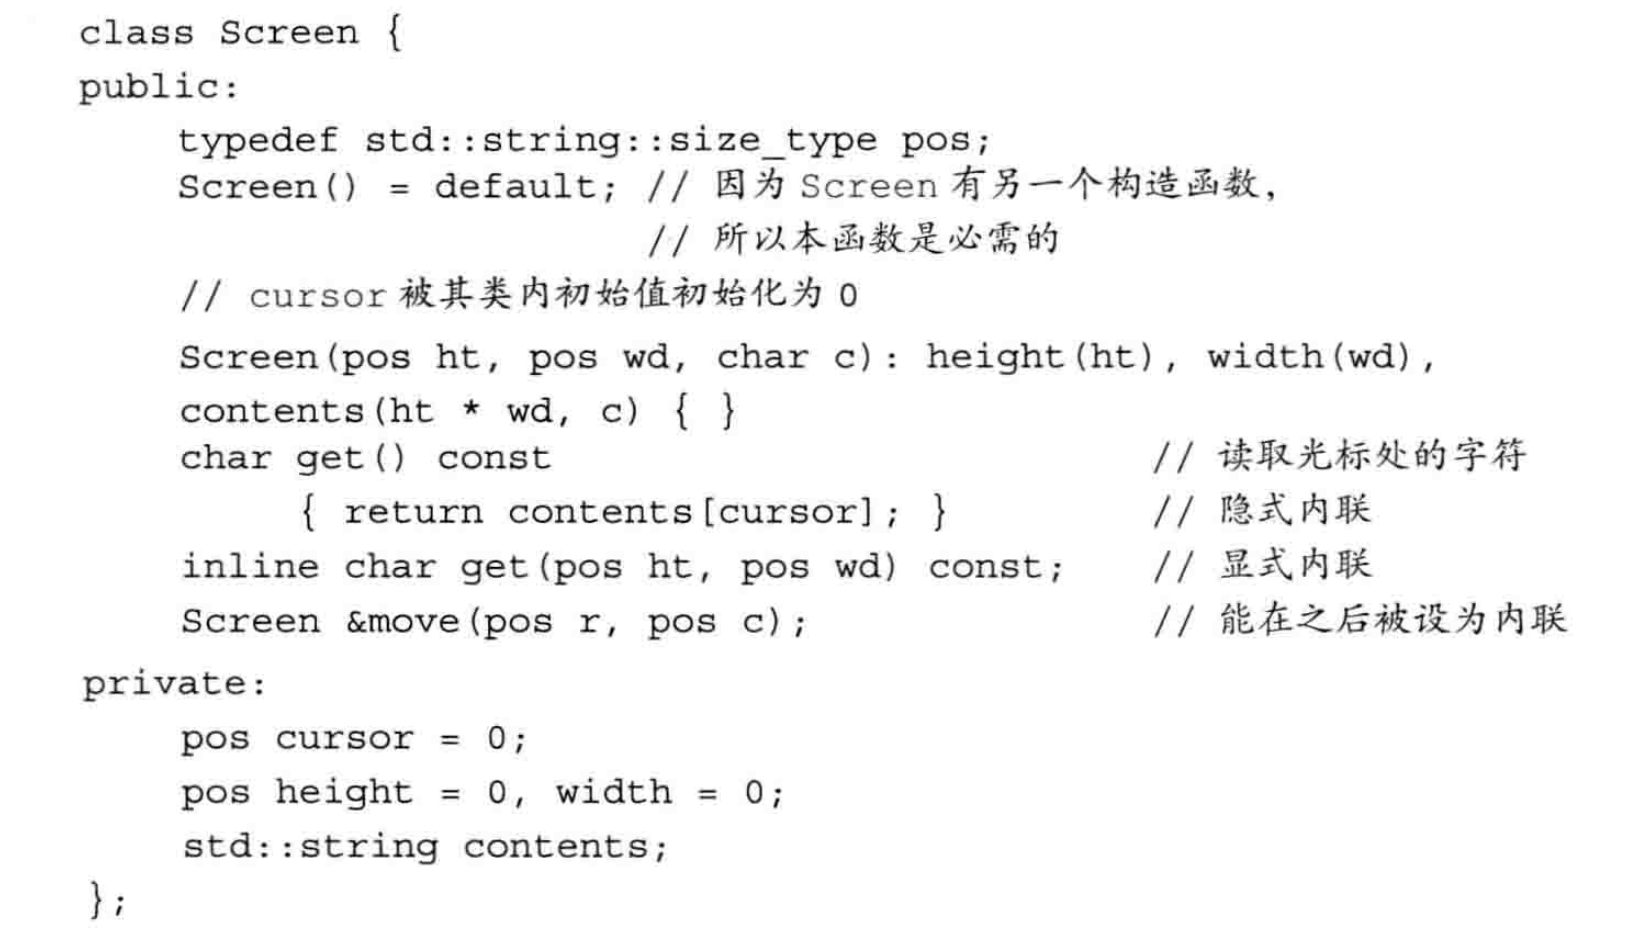 class Screen {
public:
    typedef std::string::size_type pos;
    Screen() = default; // 因为 Screen 有另一个构造函数,
                        // 所以本函数是必需的
    // cursor 被其类内初始值初始化为 0
    Screen(pos ht, pos wd, char c): height(ht), width(wd),
    contents(ht * wd, c) { }
    char get() const                       // 读取光标处的字符
         { return contents[cursor]; }      // 隐式内联
    inline char get(pos ht, pos wd) const; // 显式内联
    Screen &move(pos r, pos c);            // 能在之后被设为内联
private:
    pos cursor = 0;
    pos height = 0, width = 0;
    std::string contents;
};